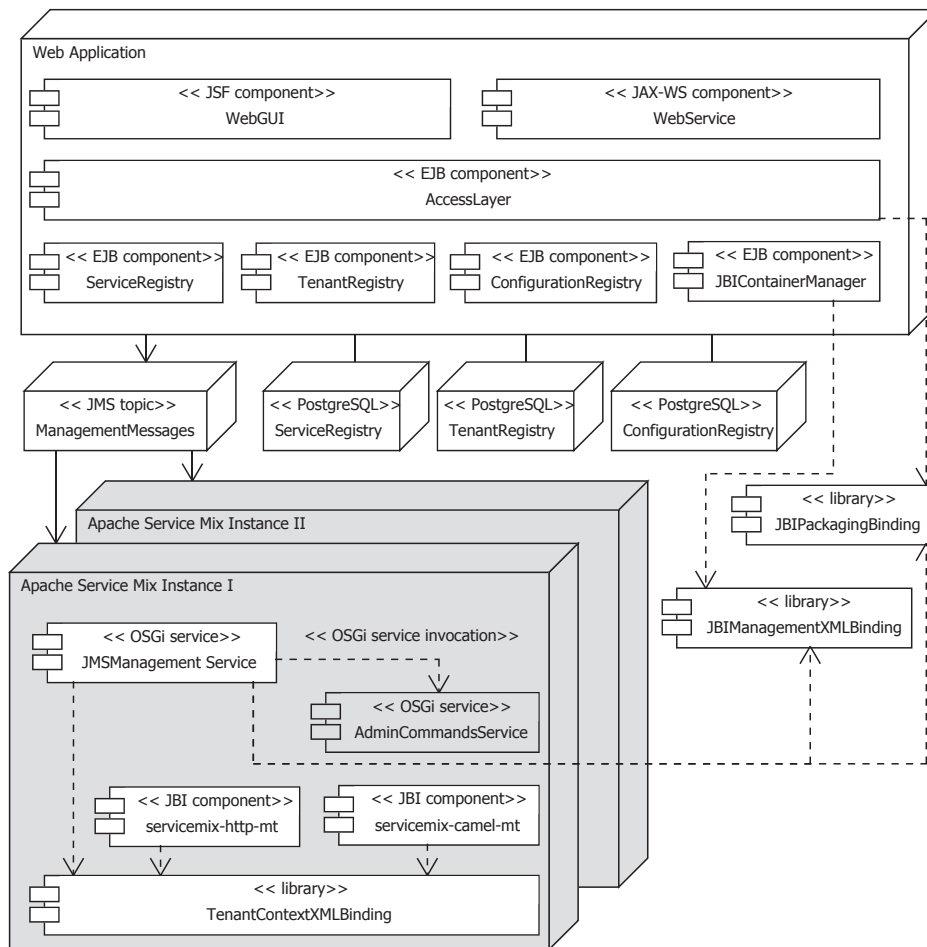 Web Application
<< JSF component>>
WebGUI
<< JAX-WS component>>
WebService
<< EJB component>>
AccessLayer
<< EJB component>>
ServiceRegistry
<< EJB component>>
TenantRegistry
<< EJB component>>
ConfigurationRegistry
<< EJB component>>
JBIContainerManager
<< JMS topic>>
ManagementMessages
<< PostgreSQL>>
ServiceRegistry
<< PostgreSQL>>
TenantRegistry
<< PostgreSQL>>
ConfigurationRegistry
<< library>>
JBIPackagingBinding
Apache Service Mix Instance II
Apache Service Mix Instance I
<< library>>
JBIManagementXMLBinding
<< OSGi service>>
JMSManagement Service
<< OSGi service invocation>>
<< OSGi service>>
AdminCommandsService
<< JBI component>>
servicemix-http-mt
<< JBI component>>
servicemix-camel-mt
<< library>>
TenantContextXMLBinding